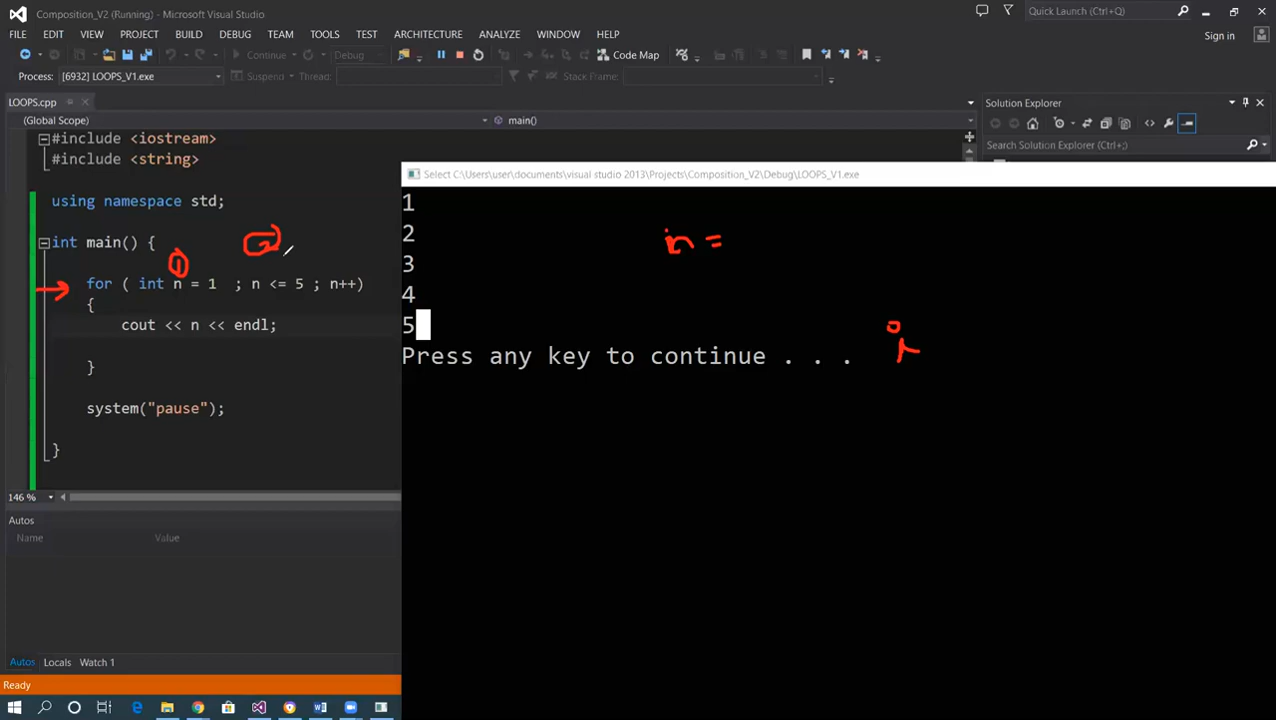 Composition_V2 (Running) - Microsoft Visual Studio
Quick Launch (Ctrl+Q)
FILE EDIT VIEW PROJECT BUILD DEBUG TEAM TOOLS TEST ARCHITECTURE ANALYZE WINDOW HELP
Sign in
Continue Debug Code Map
Process: [6932] LOOPS_V1.exe Suspend Thread: Stack Frame:
LOOPS.cpp
Solution Explorer
(Global Scope) main()
#include <iostream>
Search Solution Explorer (Ctrl+;)
#include <string>
Select C:\Users\user\documents\visual studio 2013\Projects\Composition_V2\Debug\LOOPS_V1.exe
using namespace std;
int main() {
1
2
for ( int n = 1 ; n <= 5 ; n++)
{
cout << n << endl;
}
system("pause");
}
1
2
n =
3
4
5
Press any key to continue . . .
146 %
Autos
Name Value
Autos Locals Watch 1
Ready